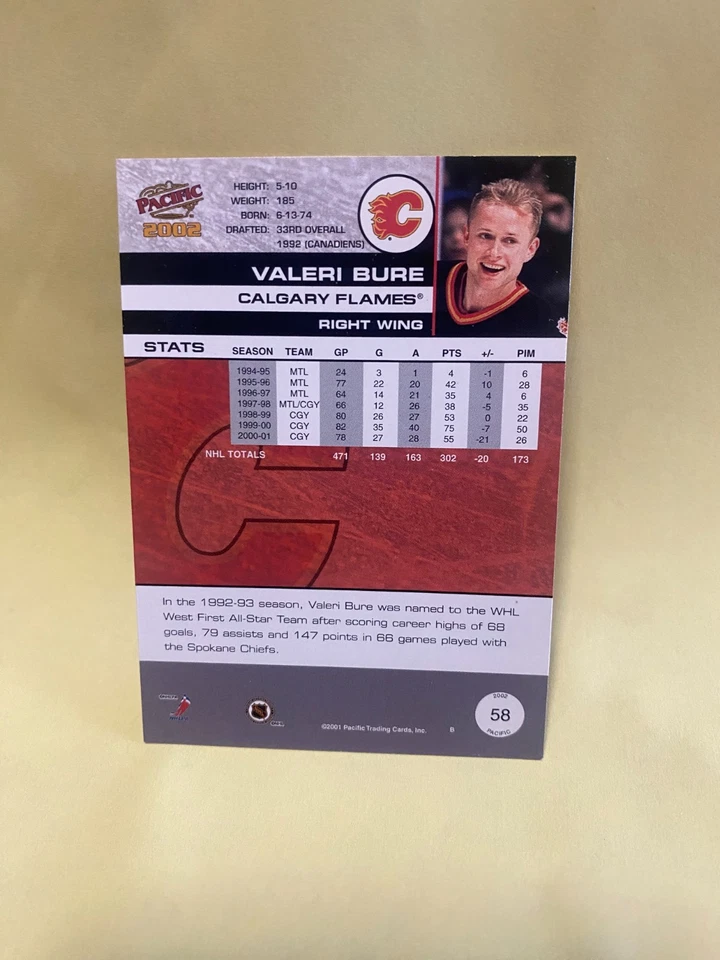 PACIFIC
2002
HEIGHT: 5-10
WEIGHT: 185
BORN: 6-13-74
DRAFTED: 33RD OVERALL
1992 (CANADIENS)
C
VALERI BURE
CALGARY FLAMES®
RIGHT WING
STATS SEASON TEAM GP G A PTS +/- PIM
1994-95 MTL 24 3 1 4 -1 6
1995-96 MTL 77 22 20 42 10 28
1996-97 MTL 64 14 21 35 4 6
1997-98 MTL/CGY 66 12 26 38 -5 35
1998-99 CGY 80 26 27 53 0 22
1999-00 CGY 82 35 40 75 -7 50
2000-01 CGY 78 27 28 55 -21 26
NHL TOTALS 471 139 163 302 -20 173
In the 1992-93 season, Valeri Bure was named to the WHL
West First All-Star Team after scoring career highs of 68
goals, 79 assists and 147 points in 66 games played with
the Spokane Chiefs.
©2001 Pacific Trading Cards, Inc. B
2002
58
PACIFIC